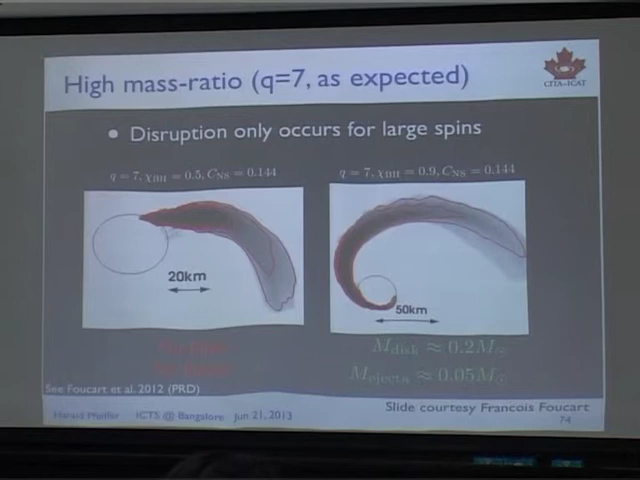 High mass-ratio (q=7, as expected)
CITA-ICAT
• Disruption only occurs for large spins
q = 7, χBH = 0.5, CNS = 0.144
q = 7, χBH = 0.9, CNS = 0.144
20km
50km
Mdisk ≈ 0.2M
Mejecta ≈ 0.05M
See Foucart et al. 2012 (PRD)
Slide courtesy Francois Foucart
Harald Pfeiffer ICTS @ Bangalore Jun 21, 2013
74